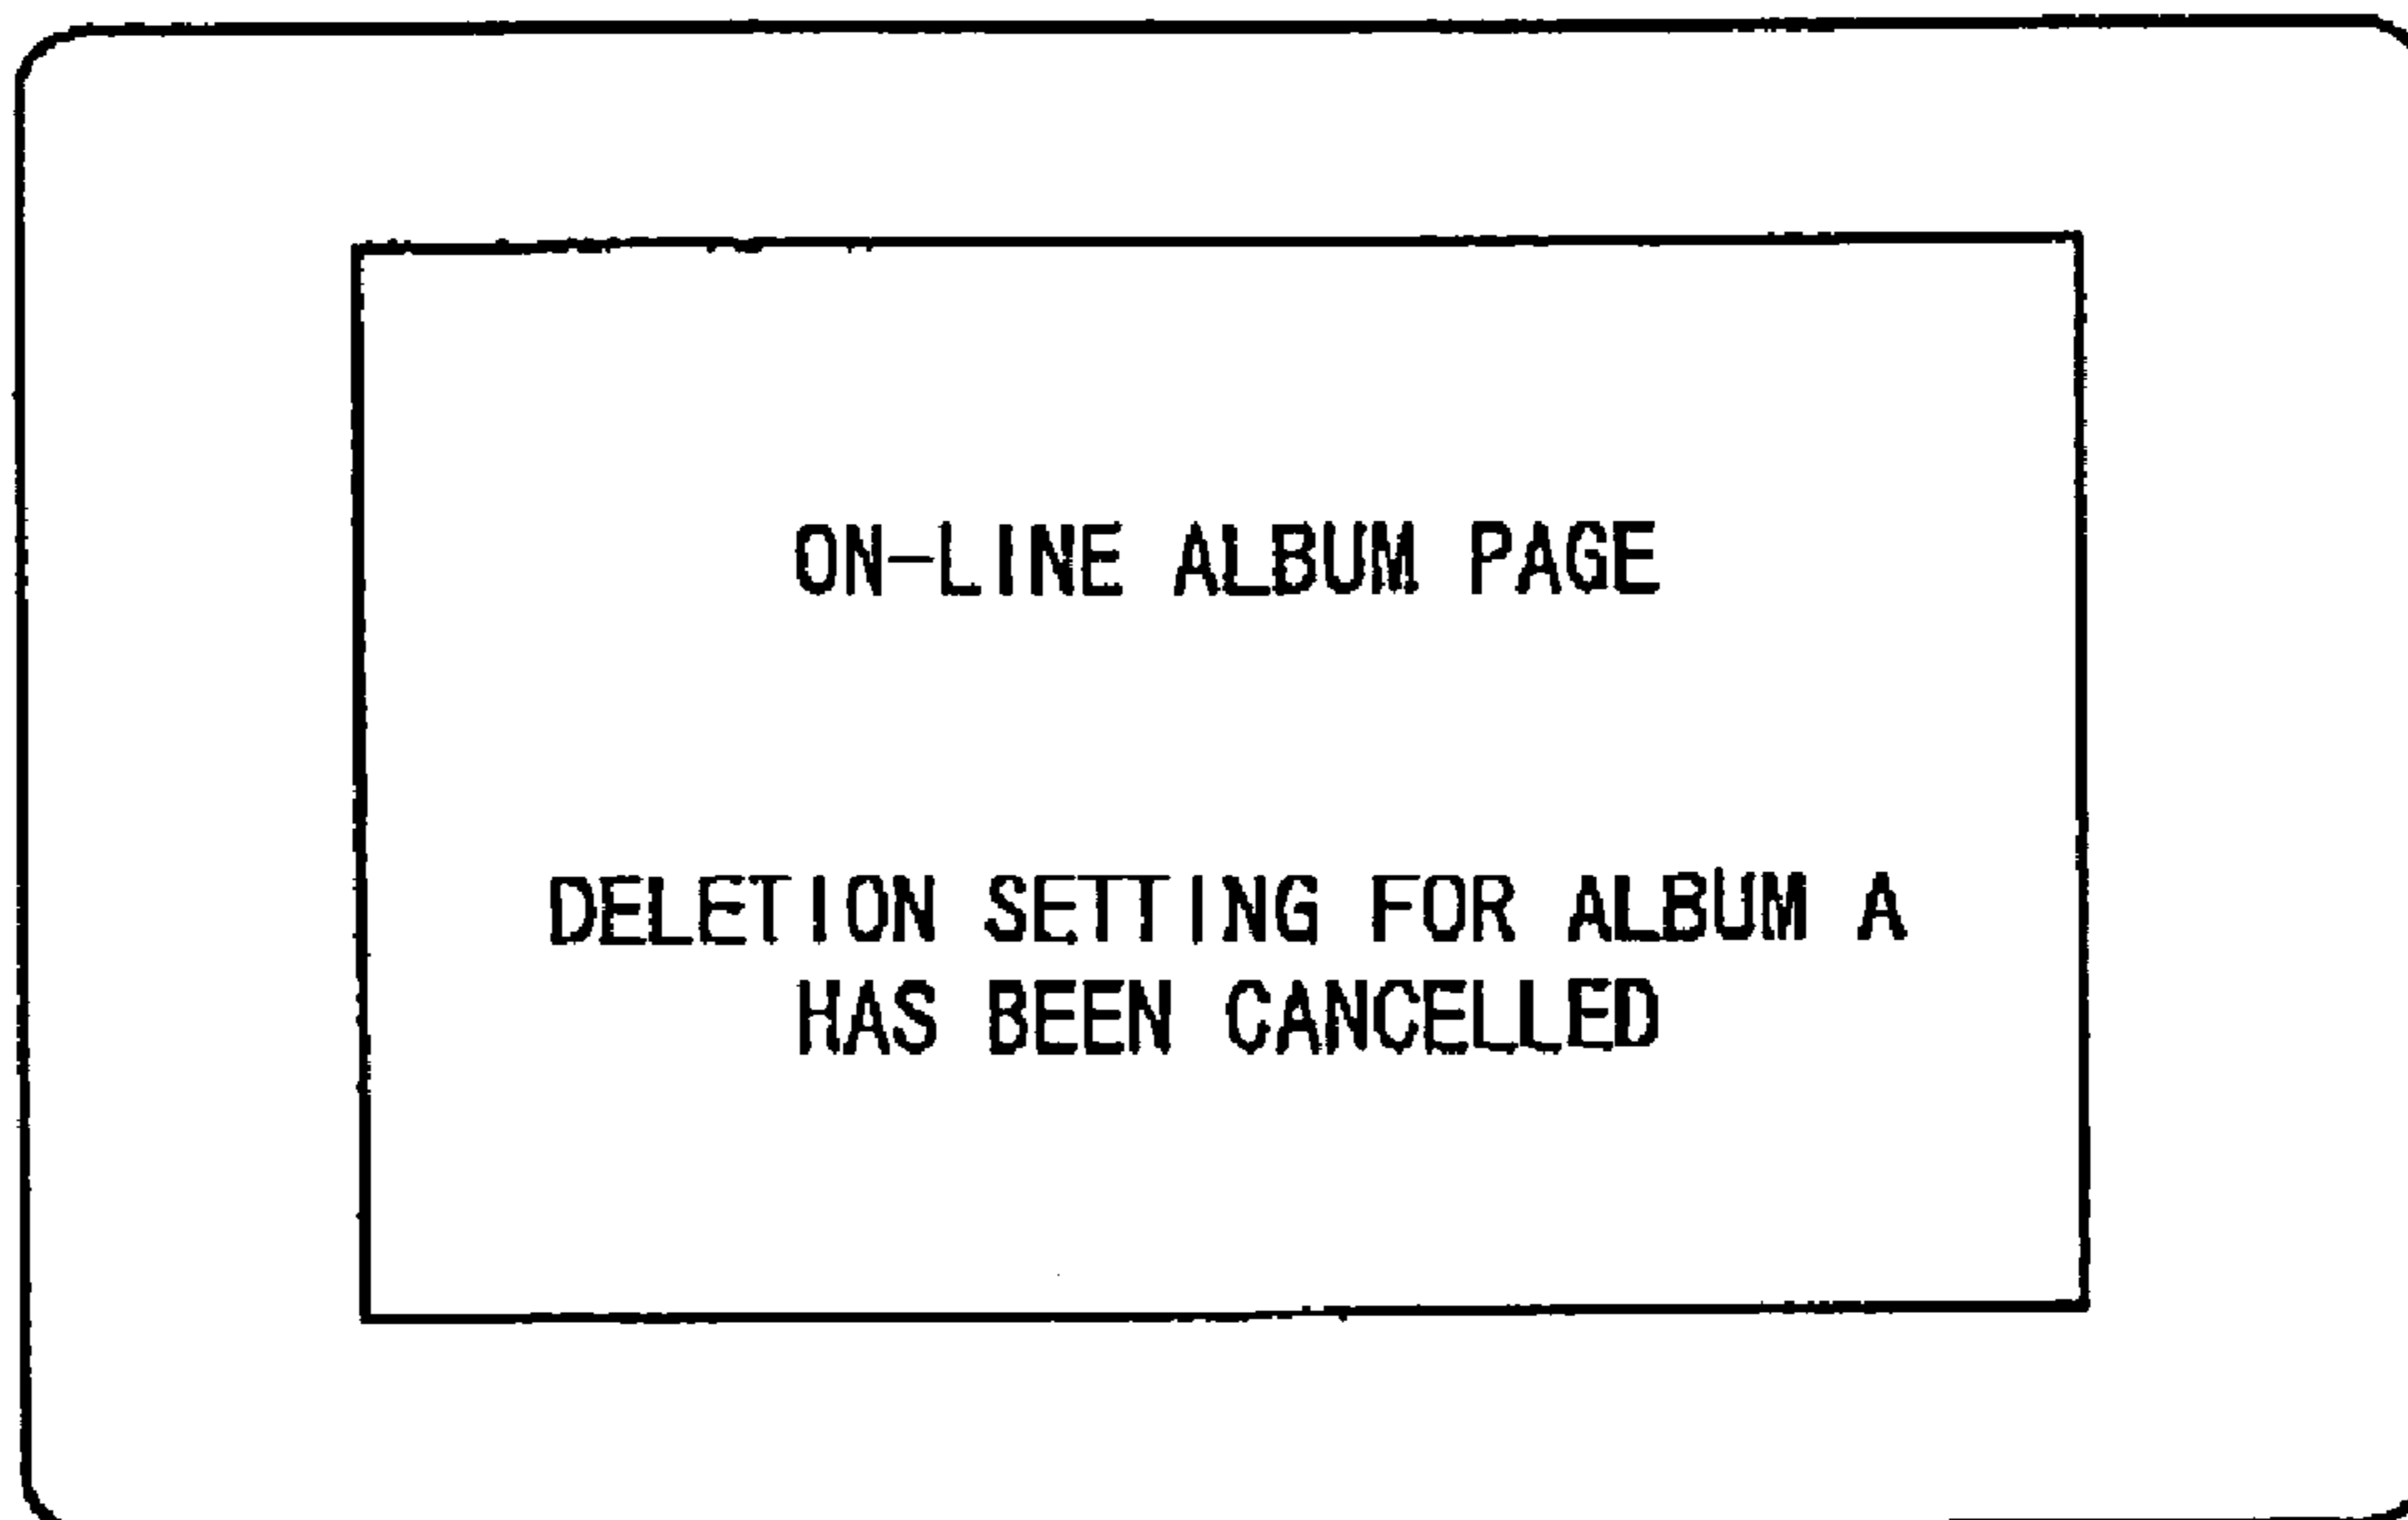 ON-LINE ALBUM PAGE
DELETION SETTING FOR ALBUM A
HAS BEEN CANCELLED